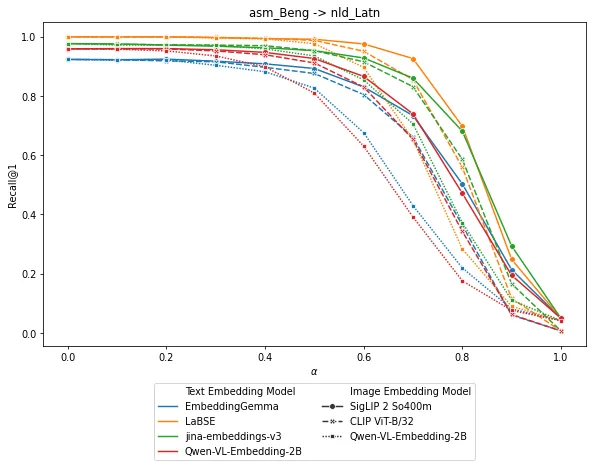 asm_Beng -> nld_Latn
Recall@1
1.0
0.8
0.6
0.4
0.2
0.0
0.0 0.2 0.4 0.6 0.8 1.0
α
Text Embedding Model
EmbeddingGemma
LaBSE
jina-embeddings-v3
Qwen-VL-Embedding-2B
Image Embedding Model
SigLIP 2 So400m
CLIP ViT-B/32
Qwen-VL-Embedding-2B